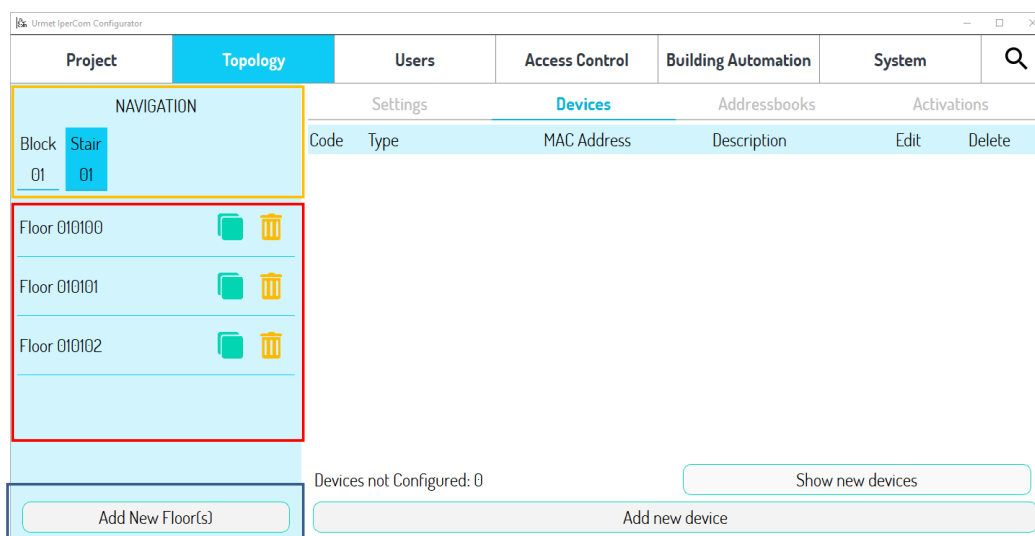 Urmet IperCom Configurator
Project Topology Users Access Control Building Automation System
NAVIGATION
Settings Devices Addressbooks Activations
Block Stair
01 01
Code Type MAC Address Description Edit Delete
Floor 010100
Floor 010101
Floor 010102
Devices not Configured: 0
Show new devices
Add New Floor(s)
Add new device